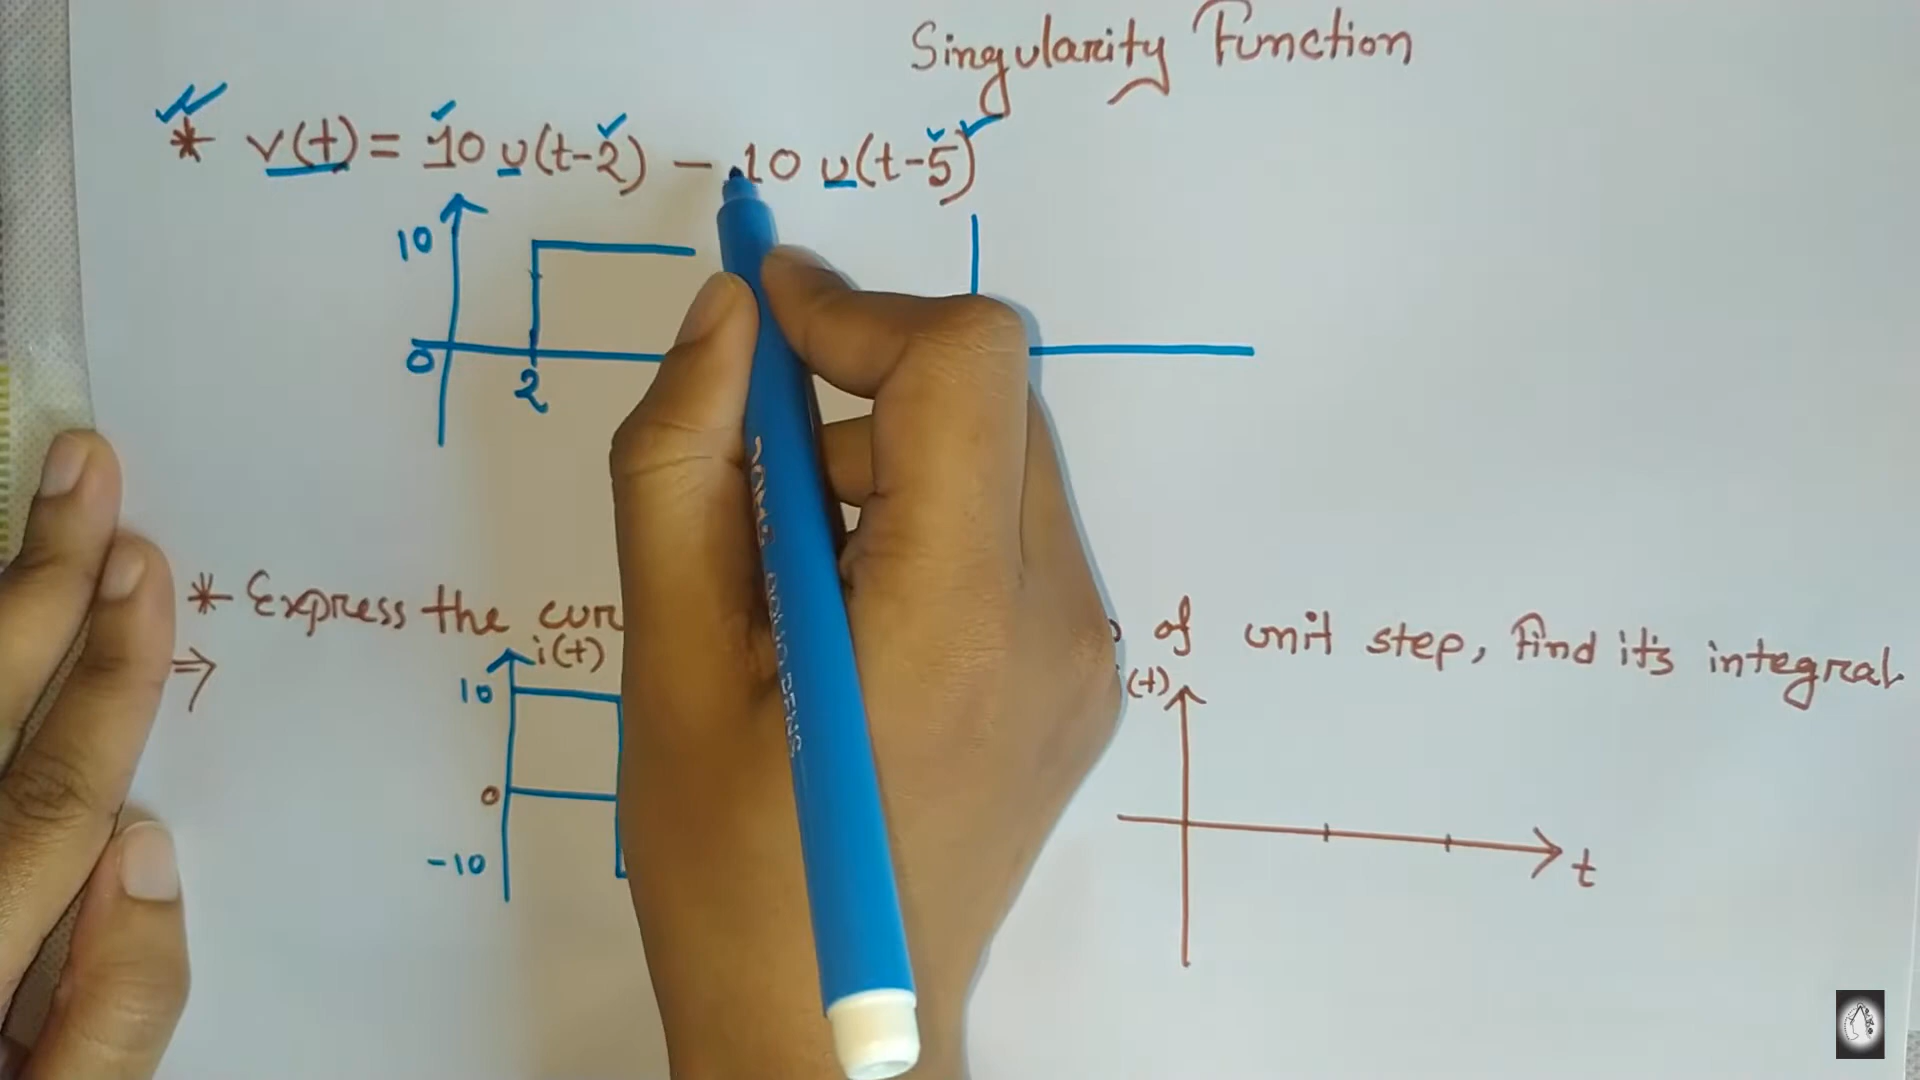 Singularity Function
* v(t) = 10 u(t-2) - 10 u(t-5)
10
0
2
* Express the cur of unit step, Find it's integral.
⇒
i(t)
10
0
-10
(t)
t